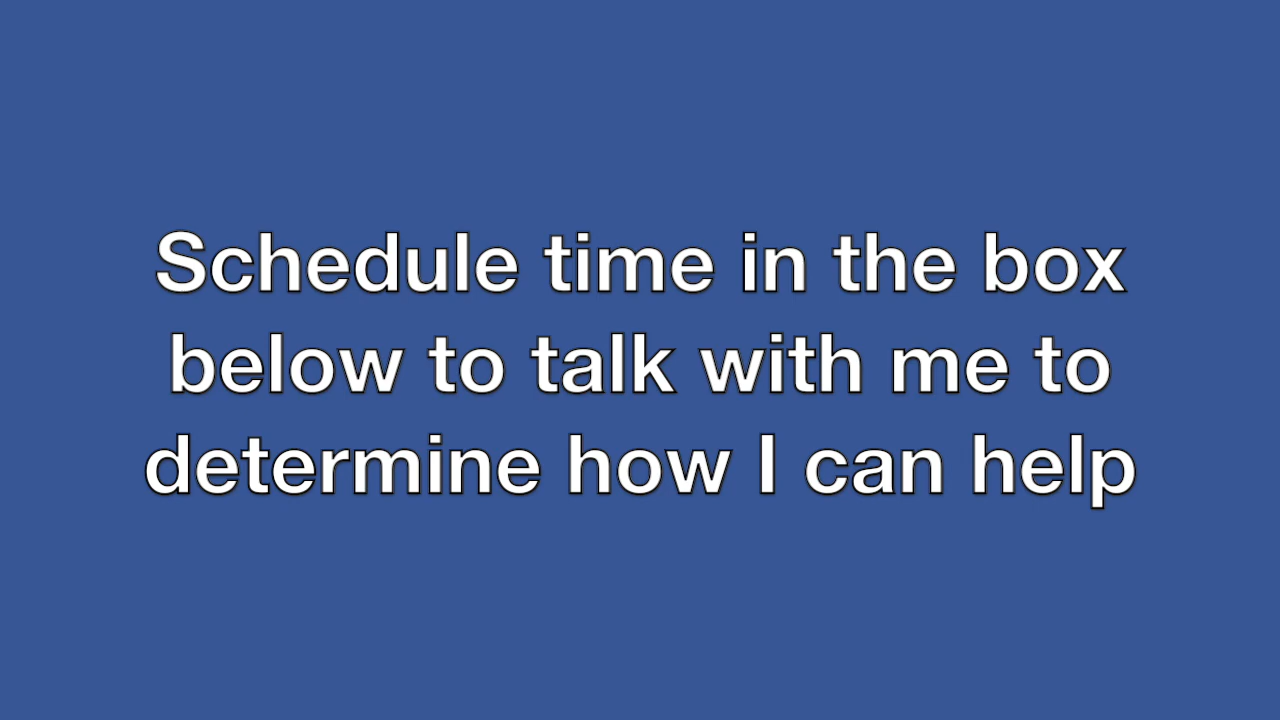 Schedule time in the box
below to talk with me to
determine how I can help